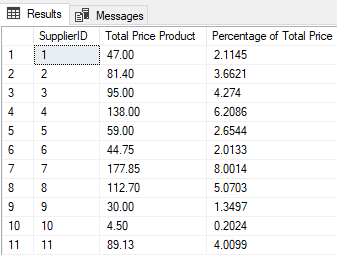 Results Messages
SupplierID Total Price Product Percentage of Total Price
1 1 47.00 2.1145
2 2 81.40 3.6621
3 3 95.00 4.274
4 4 138.00 6.2086
5 5 59.00 2.6544
6 6 44.75 2.0133
7 7 177.85 8.0014
8 8 112.70 5.0703
9 9 30.00 1.3497
10 10 4.50 0.2024
11 11 89.13 4.0099